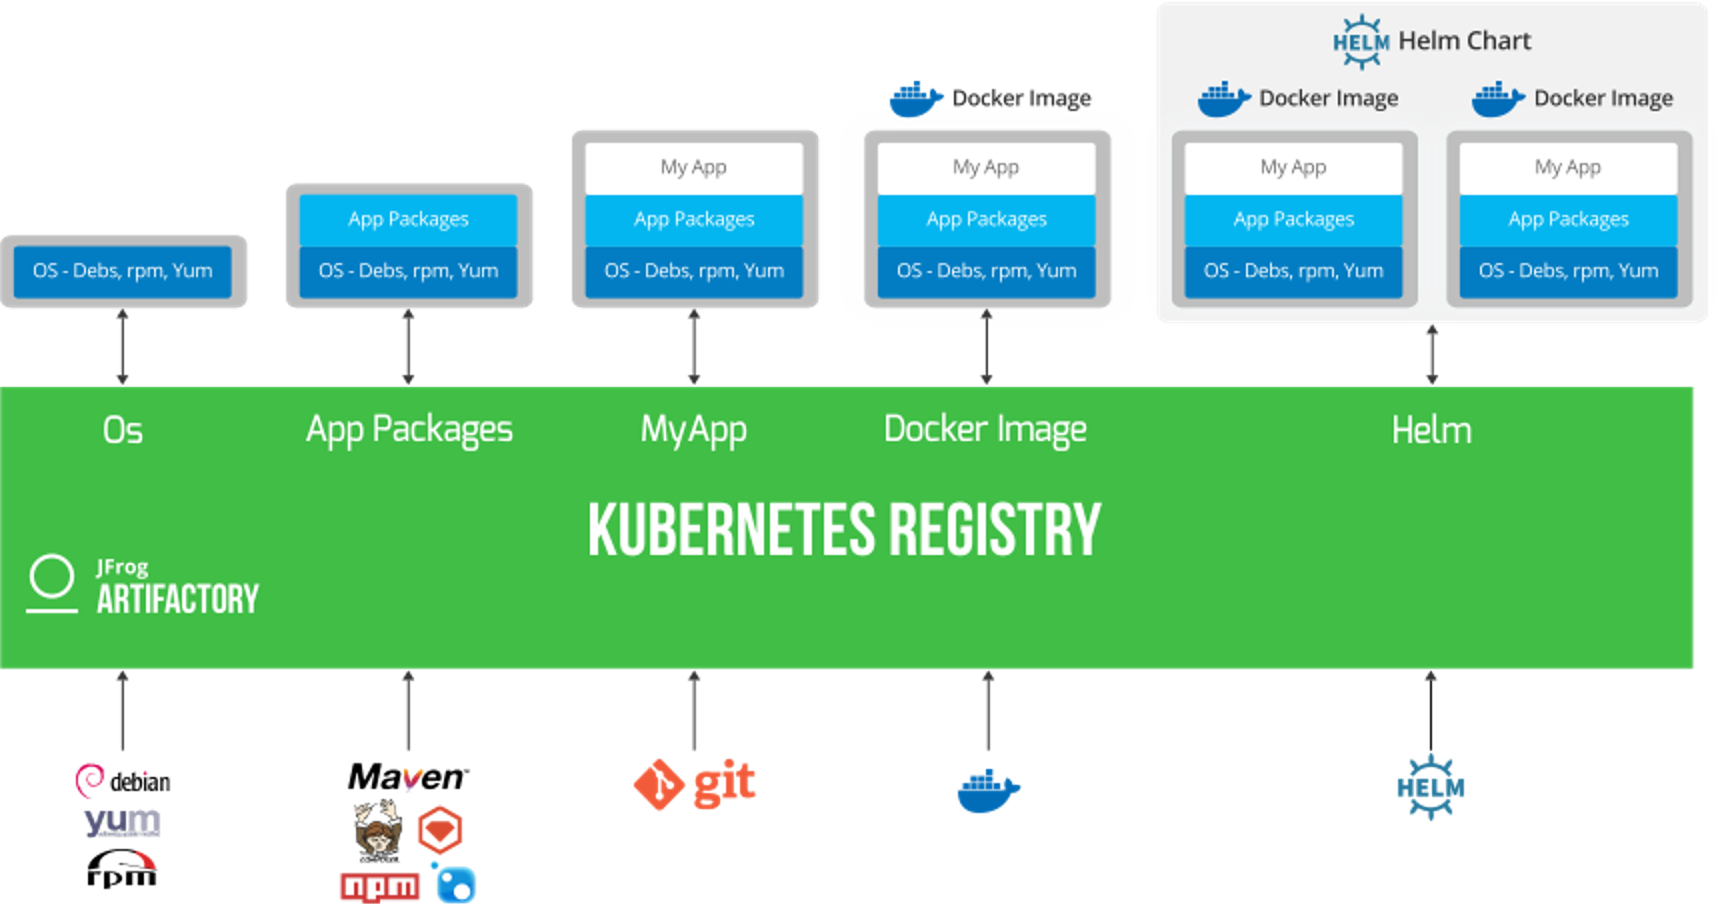 HELM Helm Chart
Docker Image
Docker Image
Docker Image
My App
My App
My App
My App
App Packages
App Packages
App Packages
App Packages
App Packages
OS - Debs, rpm, Yum
OS - Debs, rpm, Yum
OS - Debs, rpm, Yum
OS - Debs, rpm, Yum
OS - Debs, rpm, Yum
OS - Debs, rpm, Yum
Os
App Packages
MyApp
Docker Image
Helm
KUBERNETES REGISTRY
JFrog
ARTIFACTORY
debian
yum
rpm
Maven™
npm
git
HELM